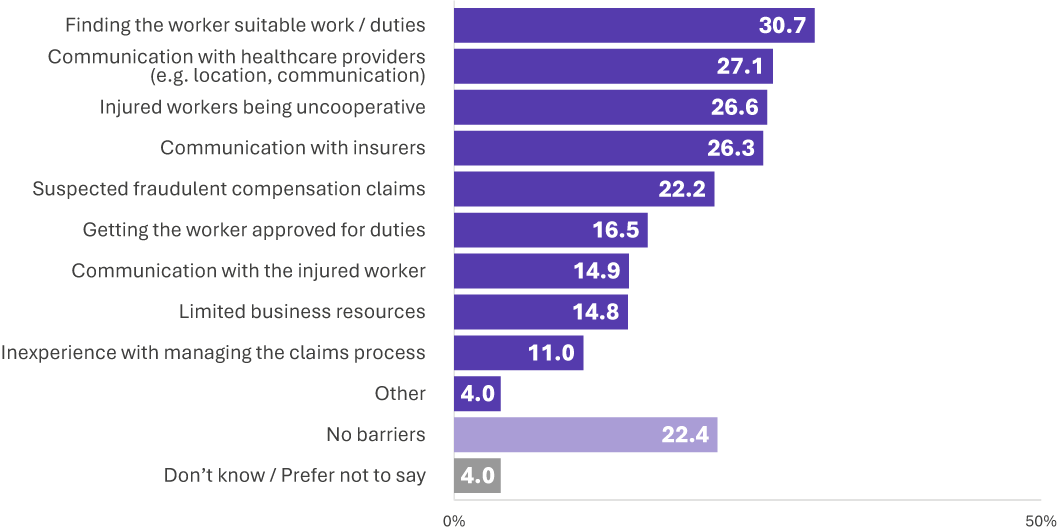 Finding the worker suitable work / duties 30.7
Communication with healthcare providers
(e.g. location, communication) 27.1
Injured workers being uncooperative 26.6
Communication with insurers 26.3
Suspected fraudulent compensation claims 22.2
Getting the worker approved for duties 16.5
Communication with the injured worker 14.9
Limited business resources 14.8
Inexperience with managing the claims process 11.0
Other 4.0
No barriers 22.4
Don’t know / Prefer not to say 4.0
0% 50%